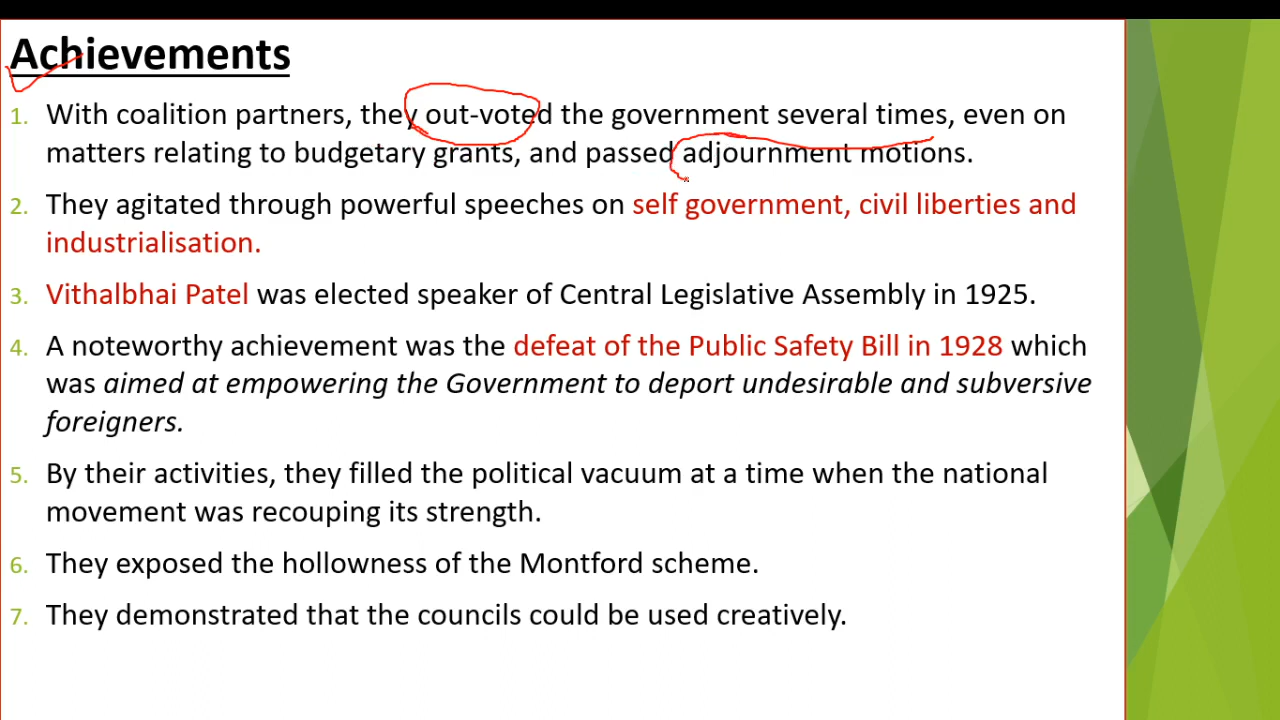 Achievements
1. With coalition partners, they out-voted the government several times, even on
matters relating to budgetary grants, and passed adjournment motions.
2. They agitated through powerful speeches on self government, civil liberties and
industrialisation.
3. Vithalbhai Patel was elected speaker of Central Legislative Assembly in 1925.
4. A noteworthy achievement was the defeat of the Public Safety Bill in 1928 which
was aimed at empowering the Government to deport undesirable and subversive
foreigners.
5. By their activities, they filled the political vacuum at a time when the national
movement was recouping its strength.
6. They exposed the hollowness of the Montford scheme.
7. They demonstrated that the councils could be used creatively.